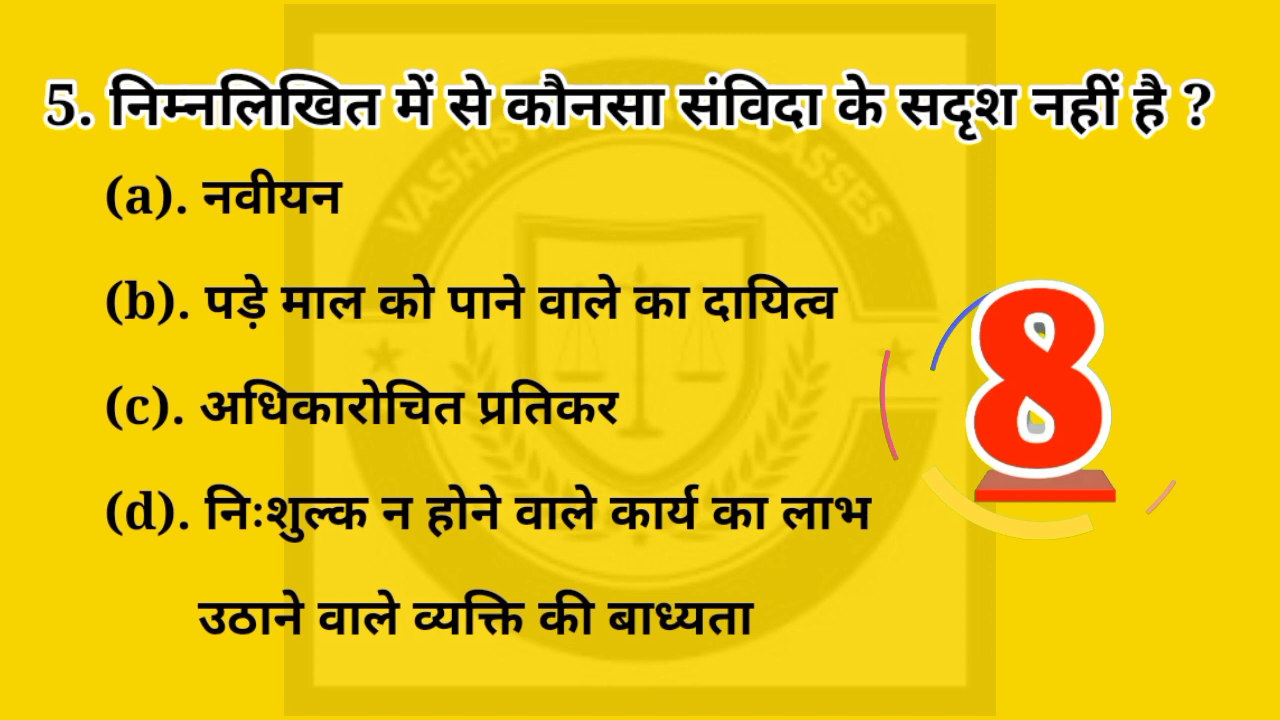 5. निम्नलिखित में से कौनसा संविदा के सदृश नहीं है ?
(a). नवीयन
(b). पड़े माल को पाने वाले का दायित्व
(c). अधिकारोचित प्रतिकर
(d). निःशुल्क न होने वाले कार्य का लाभ
उठाने वाले व्यक्ति की बाध्यता
8